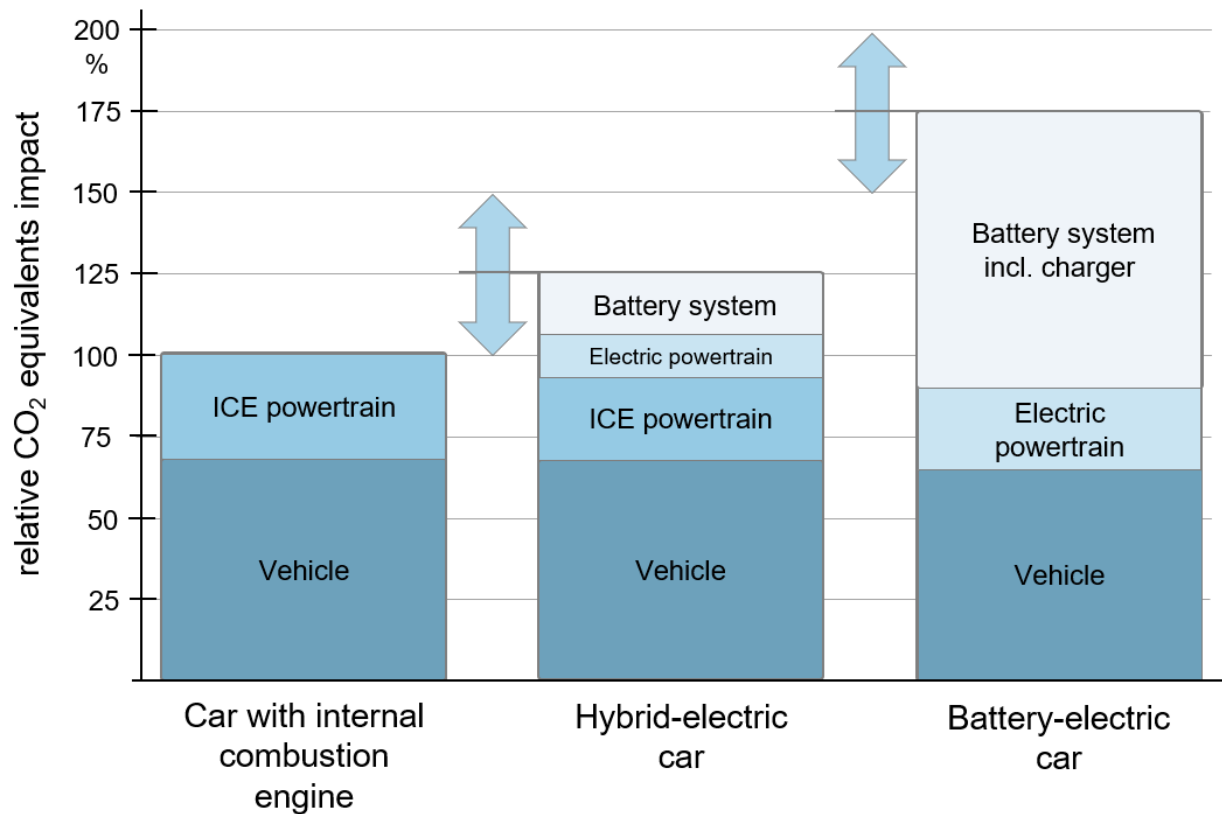 relative CO₂ equivalents impact
200
%
175
150
125
100
75
50
25
ICE powertrain
Vehicle
Battery system
Electric powertrain
ICE powertrain
Vehicle
Battery system
incl. charger
Electric
powertrain
Vehicle
Car with internal
combustion
engine
Hybrid-electric
car
Battery-electric
car